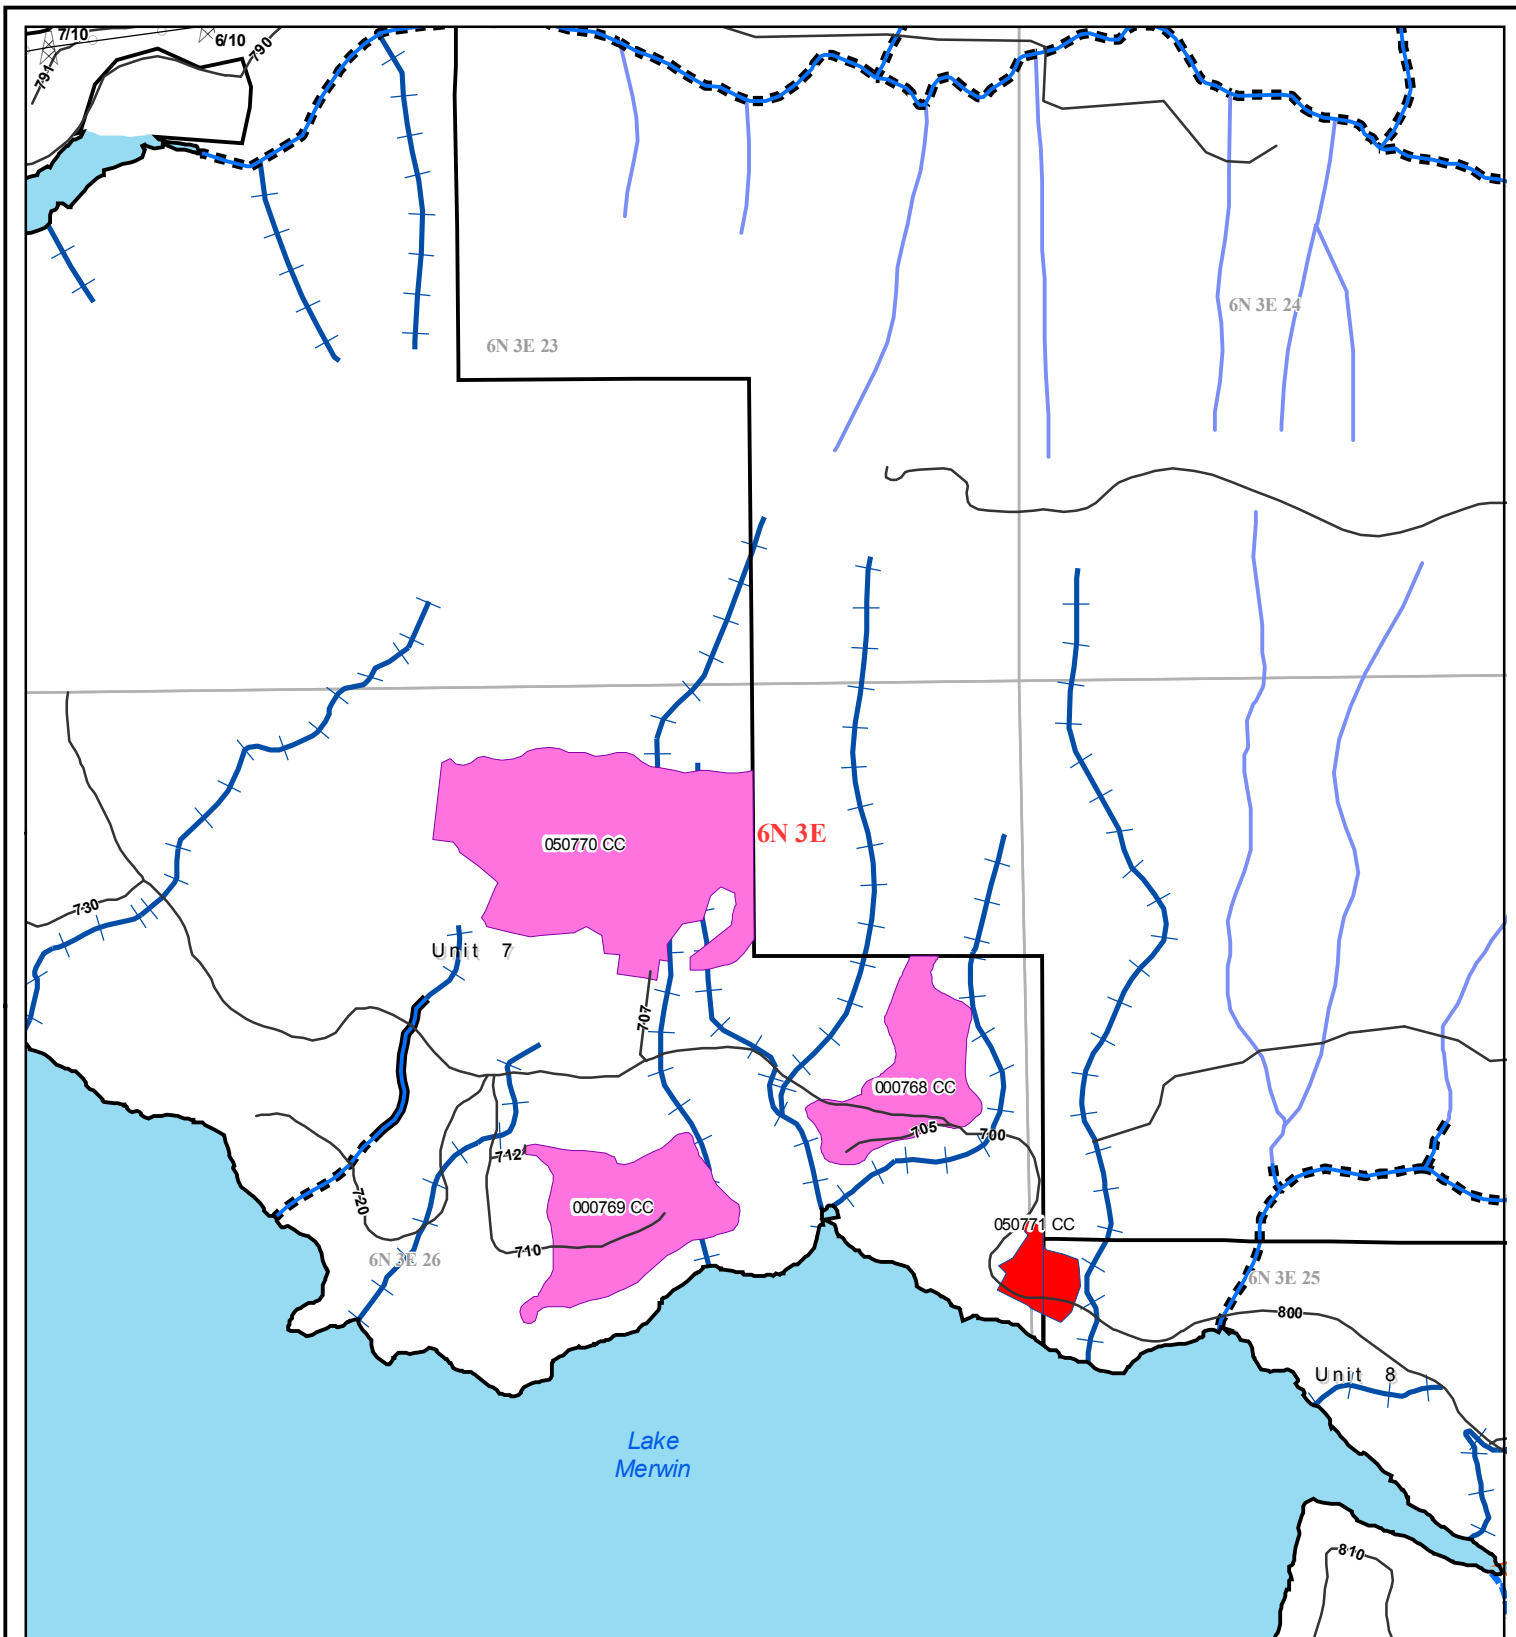 7/10
6/10
790
791
6N 3E 24
6N 3E 23
6N 3E
050770 CC
730
Unit 7
707
000768 CC
705
700
712
720
000769 CC
050771 CC
710
6N 3E 26
6N 3E 25
800
Unit 8
Lake
Merwin
810